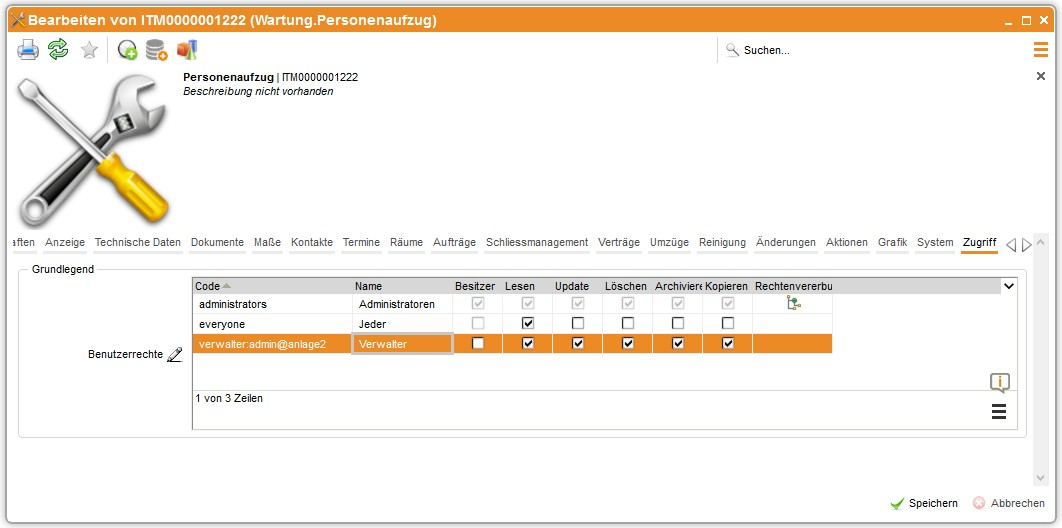 Bearbeiten von ITM0000001222 (Wartung.Personenaufzug)
Suchen...
Personenaufzug | ITM0000001222
Beschreibung nicht vorhanden
aften Anzeige Technische Daten Dokumente Maße Kontakte Termine Räume Aufträge Schliessmanagement Verträge Umzüge Reinigung Änderungen Aktionen Grafik System Zugriff
Grundlegend
Code Name Besitzer Lesen Update Löschen Archiviere Kopieren Rechtenvererbu
administrators Administratoren
everyone Jeder
verwalter:admin@anlage2 Verwalter
Benutzerrechte
1 von 3 Zeilen
Speichern Abbrechen